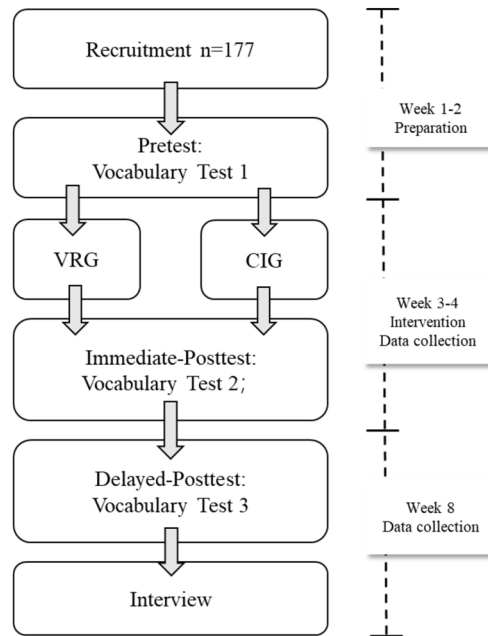 Recruitment n=177
Week 1-2
Preparation
Pretest:
Vocabulary Test 1
VRG
CIG
Week 3-4
Intervention
Data collection
Immediate-Posttest:
Vocabulary Test 2;
Delayed-Posttest:
Vocabulary Test 3
Week 8
Data collection
Interview